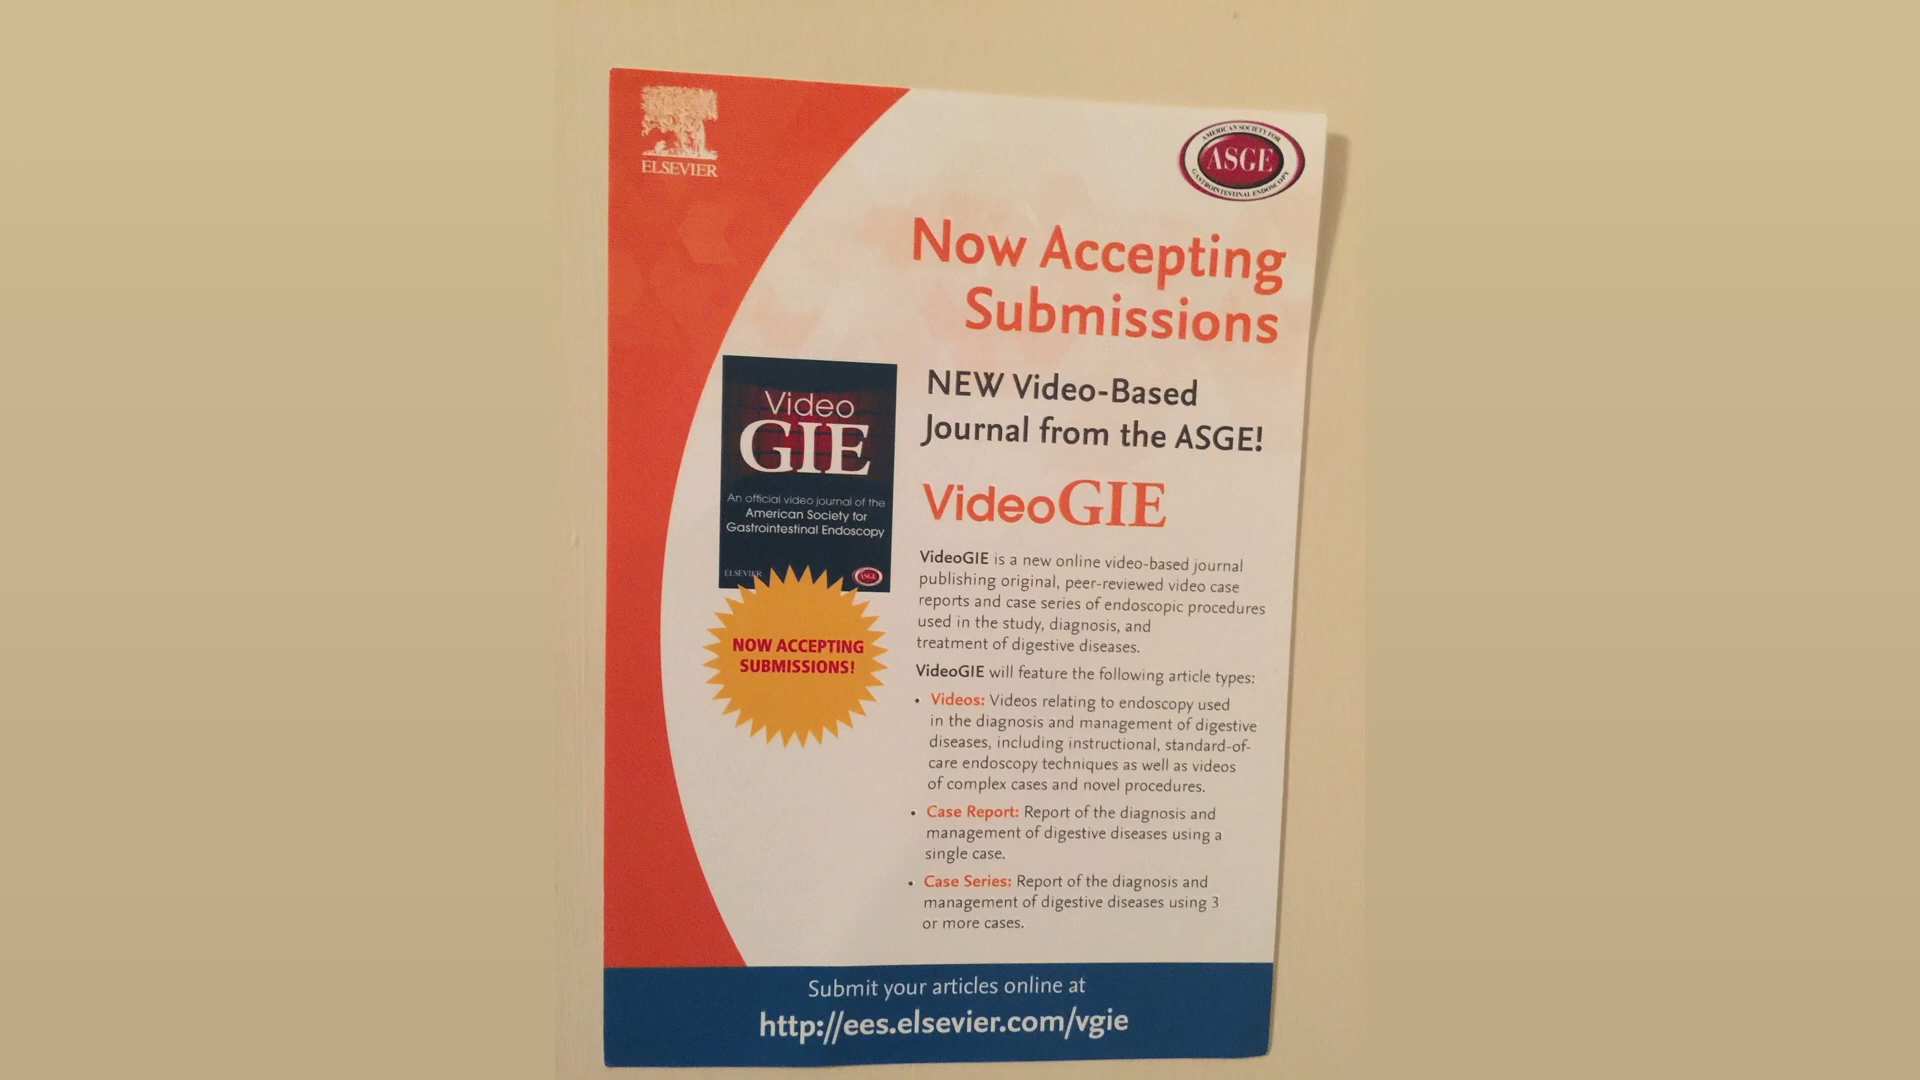 ELSEVIER
AMERICAN SOCIETY FOR
ASGE
GASTROINTESTINAL ENDOSCOPY
Now Accepting
Submissions
NEW Video-Based
Journal from the ASGE!
VideoGIE
Video
GIE
An official video journal of the
American Society for
Gastrointestinal Endoscopy
ELSEVIER
ASGE
NOW ACCEPTING
SUBMISSIONS!
VideoGIE is a new online video-based journal
publishing original, peer-reviewed video case
reports and case series of endoscopic procedures
used in the study, diagnosis, and
treatment of digestive diseases.
VideoGIE will feature the following article types:
• Videos: Videos relating to endoscopy used
in the diagnosis and management of digestive
diseases, including instructional, standard-of-
care endoscopy techniques as well as videos
of complex cases and novel procedures.
• Case Report: Report of the diagnosis and
management of digestive diseases using a
single case.
• Case Series: Report of the diagnosis and
management of digestive diseases using 3
or more cases.
Submit your articles online at
http://ees.elsevier.com/vgie